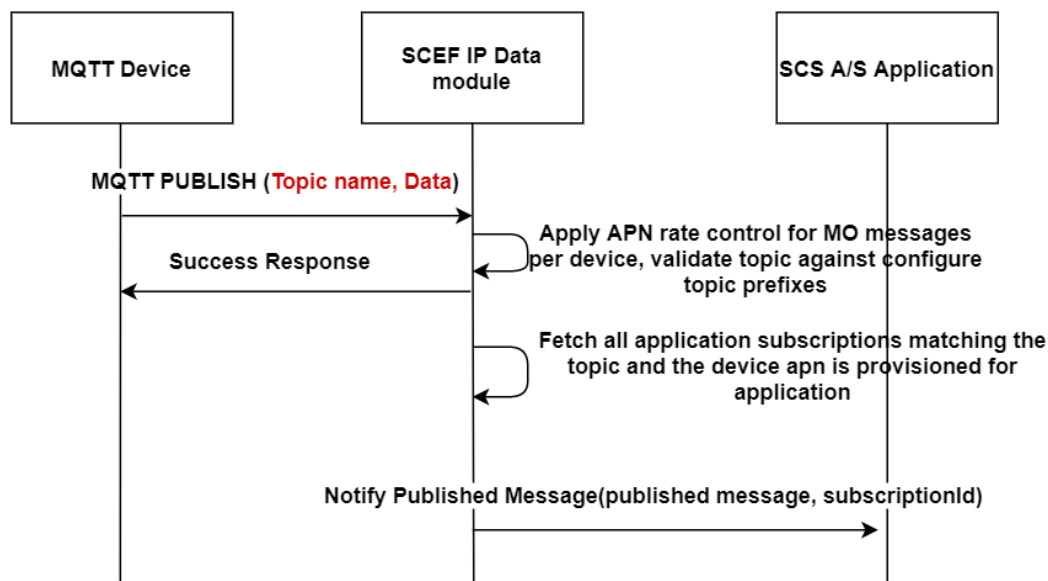 MQTT Device
SCEF IP Data
module
SCS A/S Application
MQTT PUBLISH (Topic name, Data)
Apply APN rate control for MO messages
per device, validate topic against configure
topic prefixes
Success Response
Fetch all application subscriptions matching the
topic and the device apn is provisioned for
application
Notify Published Message(published message, subscriptionId)